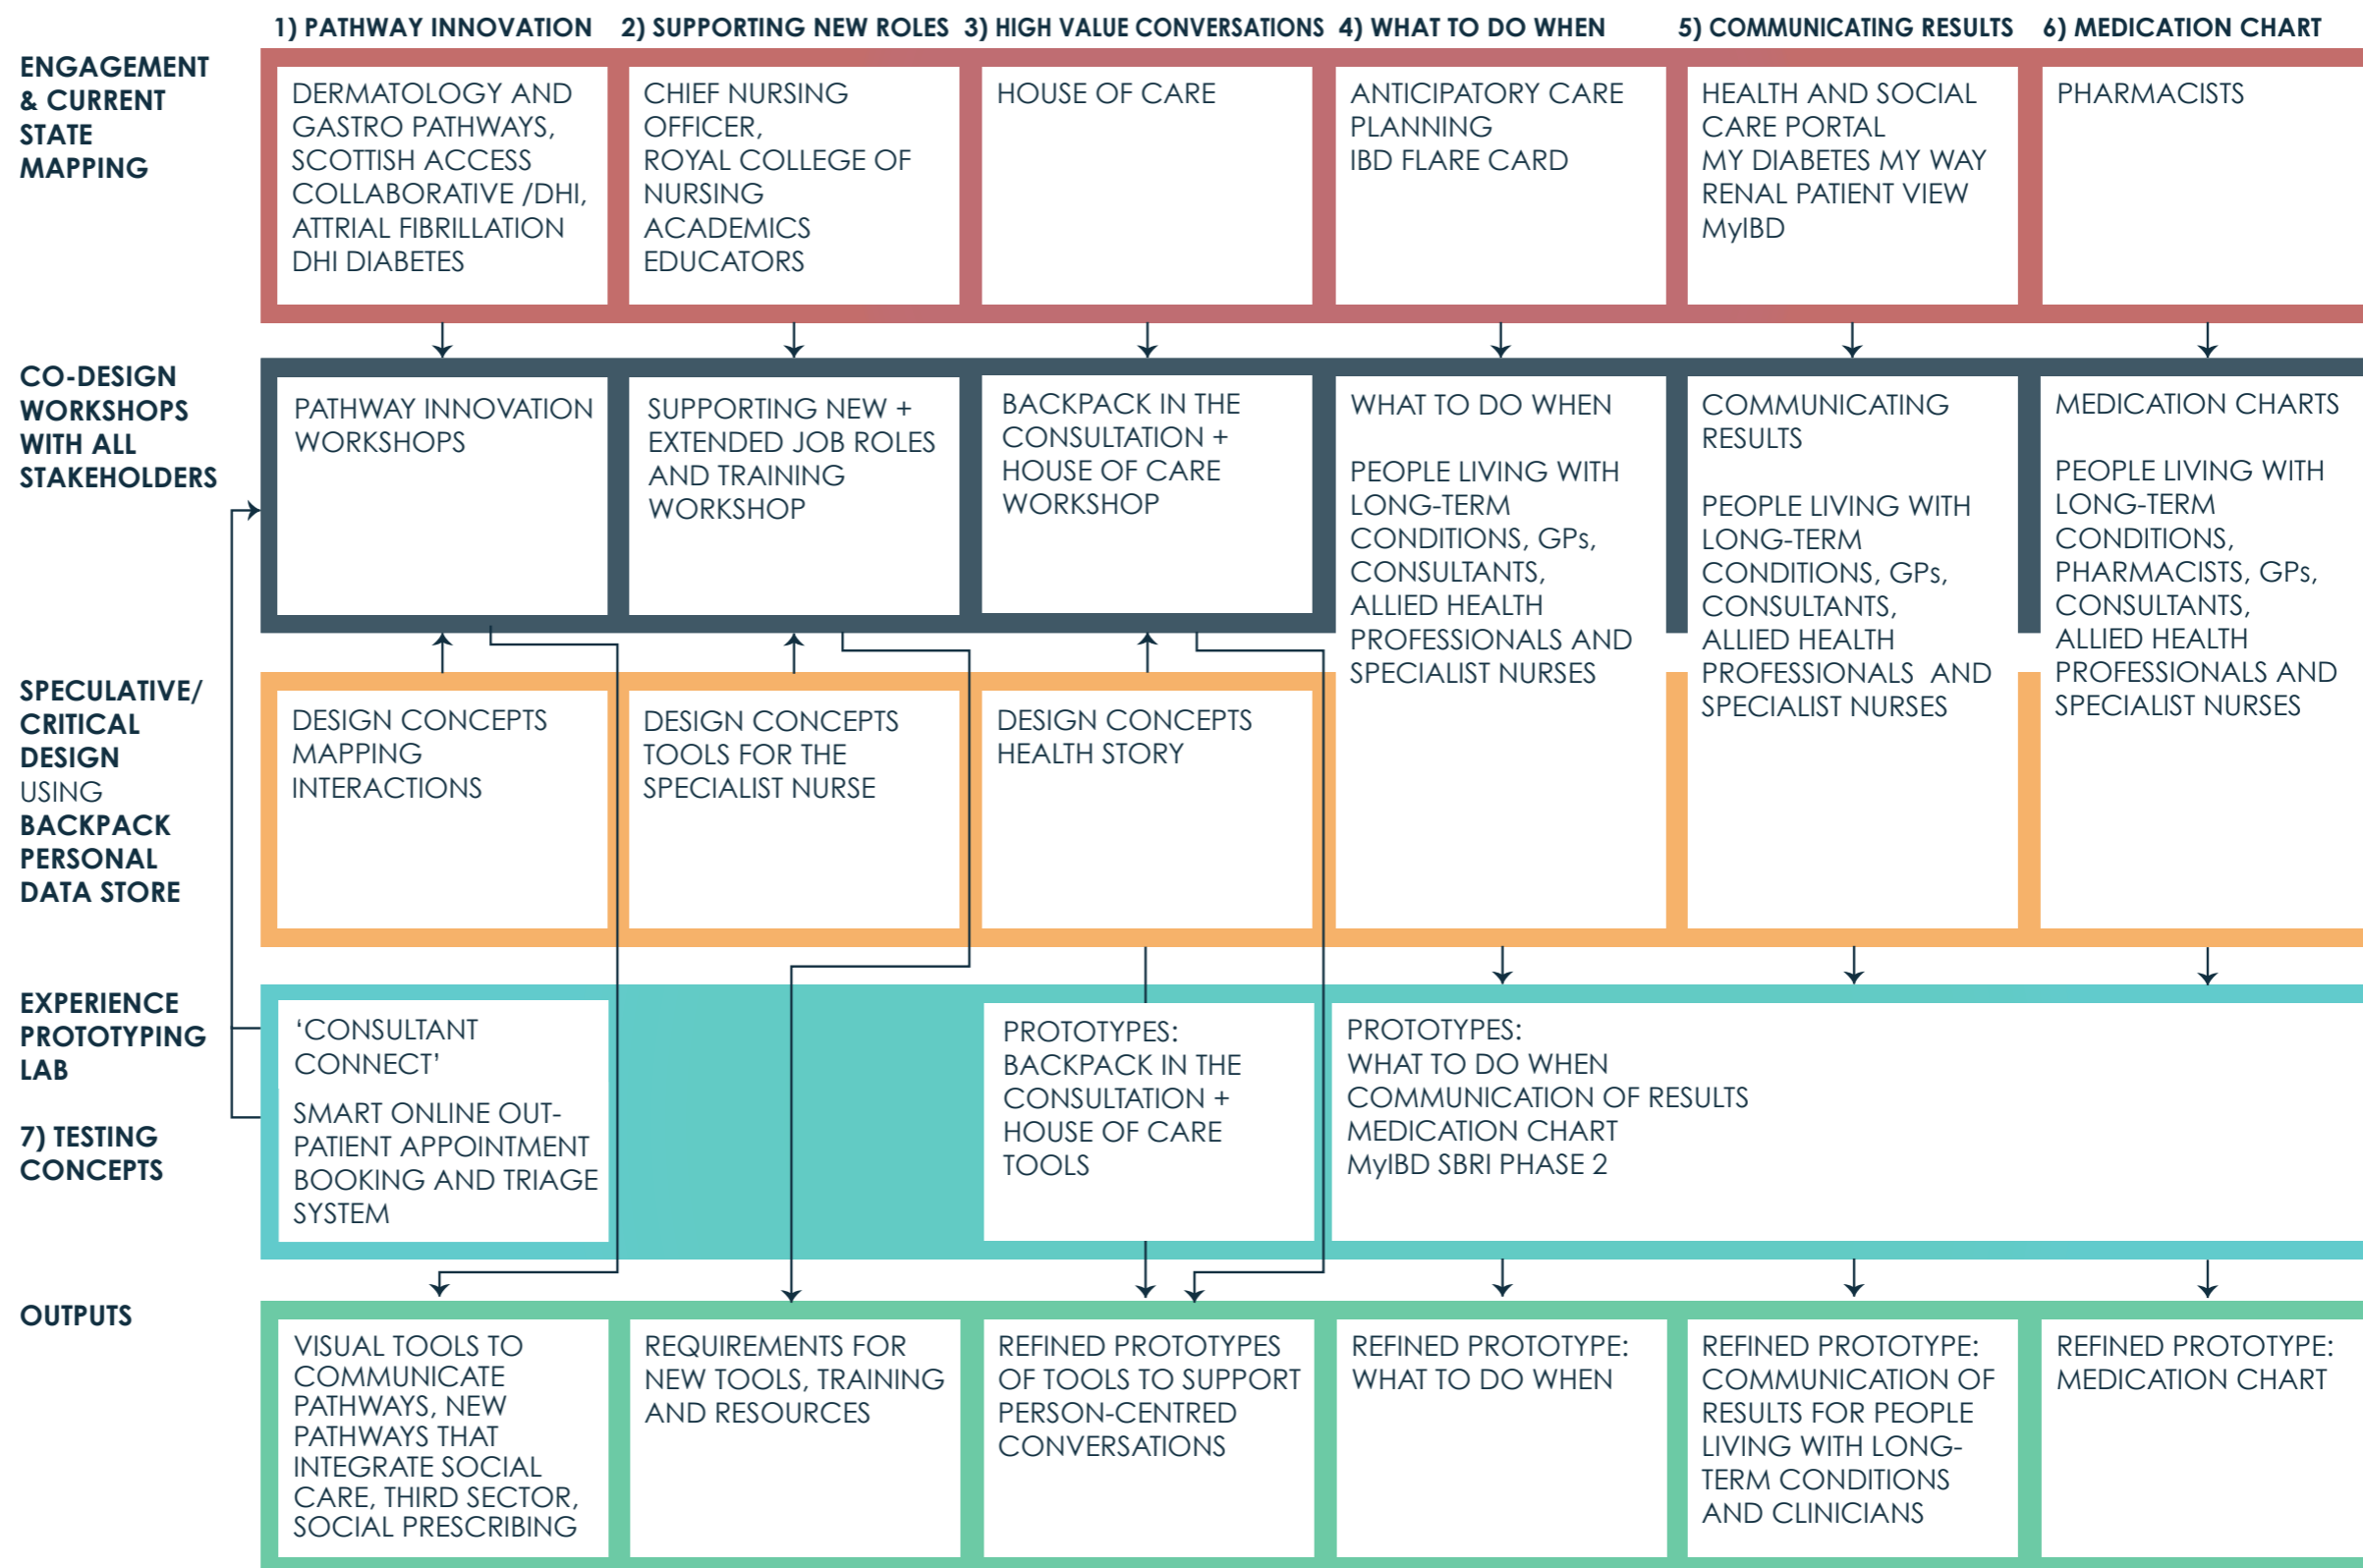 1) PATHWAY INNOVATION
2) SUPPORTING NEW ROLES
3) HIGH VALUE CONVERSATIONS
4) WHAT TO DO WHEN
5) COMMUNICATING RESULTS
6) MEDICATION CHART
ENGAGEMENT
& CURRENT
STATE
MAPPING
DERMATOLOGY AND
GASTRO PATHWAYS,
SCOTTISH ACCESS
COLLABORATIVE /DHI,
ATTRIAL FIBRILLATION
DHI DIABETES
CHIEF NURSING
OFFICER,
ROYAL COLLEGE OF
NURSING
ACADEMICS
EDUCATORS
HOUSE OF CARE
ANTICIPATORY CARE
PLANNING
IBD FLARE CARD
HEALTH AND SOCIAL
CARE PORTAL
MY DIABETES MY WAY
RENAL PATIENT VIEW
MyIBD
PHARMACISTS
CO-DESIGN
WORKSHOPS
WITH ALL
STAKEHOLDERS
PATHWAY INNOVATION
WORKSHOPS
SUPPORTING NEW +
EXTENDED JOB ROLES
AND TRAINING
WORKSHOP
BACKPACK IN THE
CONSULTATION +
HOUSE OF CARE
WORKSHOP
WHAT TO DO WHEN
PEOPLE LIVING WITH
LONG-TERM
CONDITIONS, GPs,
CONSULTANTS,
ALLIED HEALTH
PROFESSIONALS AND
SPECIALIST NURSES
COMMUNICATING
RESULTS
PEOPLE LIVING WITH
LONG-TERM
CONDITIONS, GPs,
CONSULTANTS,
ALLIED HEALTH
PROFESSIONALS AND
SPECIALIST NURSES
MEDICATION CHARTS
PEOPLE LIVING WITH
LONG-TERM
CONDITIONS,
PHARMACISTS, GPs,
CONSULTANTS,
ALLIED HEALTH
PROFESSIONALS AND
SPECIALIST NURSES
SPECULATIVE/
CRITICAL
DESIGN
USING
BACKPACK
PERSONAL
DATA STORE
DESIGN CONCEPTS
MAPPING
INTERACTIONS
DESIGN CONCEPTS
TOOLS FOR THE
SPECIALIST NURSE
DESIGN CONCEPTS
HEALTH STORY
EXPERIENCE
PROTOTYPING
LAB
7) TESTING
CONCEPTS
‘CONSULTANT
CONNECT’
SMART ONLINE OUT-
PATIENT APPOINTMENT
BOOKING AND TRIAGE
SYSTEM
PROTOTYPES:
BACKPACK IN THE
CONSULTATION +
HOUSE OF CARE
TOOLS
PROTOTYPES:
WHAT TO DO WHEN
COMMUNICATION OF RESULTS
MEDICATION CHART
MyIBD SBRI PHASE 2
OUTPUTS
VISUAL TOOLS TO
COMMUNICATE
PATHWAYS, NEW
PATHWAYS THAT
INTEGRATE SOCIAL
CARE, THIRD SECTOR,
SOCIAL PRESCRIBING
REQUIREMENTS FOR
NEW TOOLS, TRAINING
AND RESOURCES
REFINED PROTOTYPES
OF TOOLS TO SUPPORT
PERSON-CENTRED
CONVERSATIONS
REFINED PROTOTYPE:
WHAT TO DO WHEN
REFINED PROTOTYPE:
COMMUNICATION OF
RESULTS FOR PEOPLE
LIVING WITH LONG-
TERM CONDITIONS
AND CLINICIANS
REFINED PROTOTYPE:
MEDICATION CHART